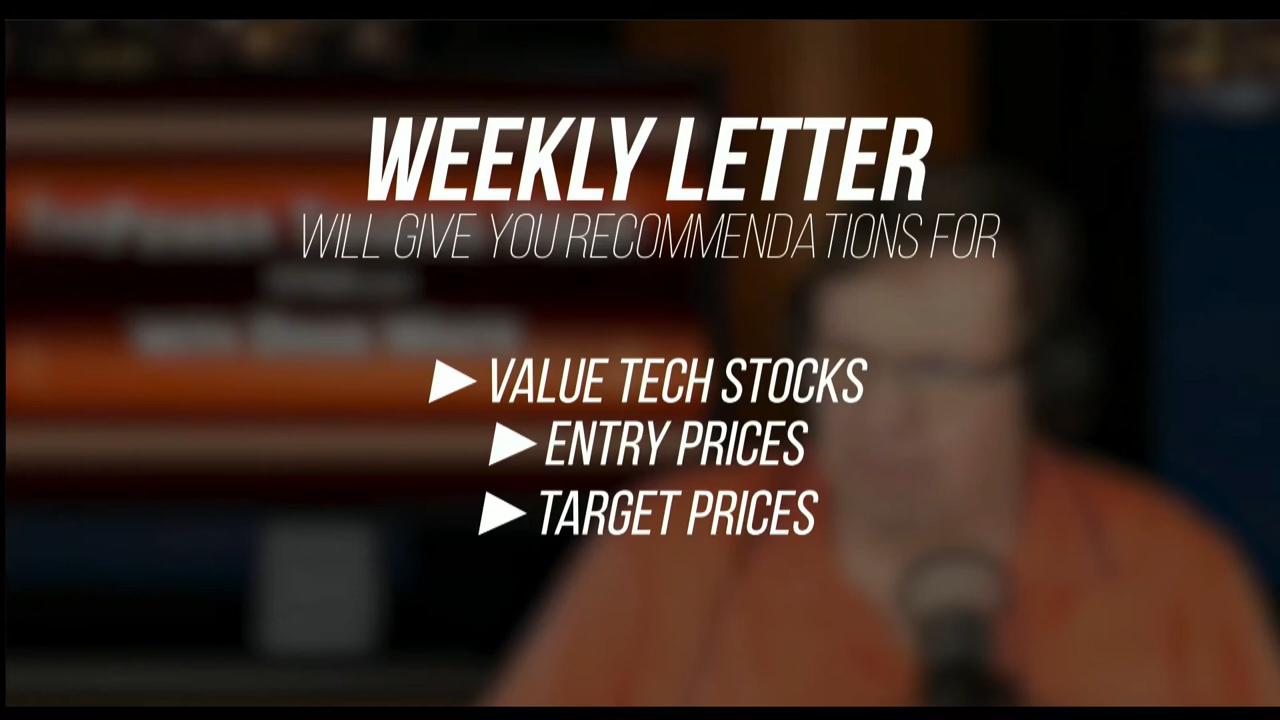 WEEKLY LETTER
WILL GIVE YOU RECOMMENDATIONS FOR
▶ VALUE TECH STOCKS
▶ ENTRY PRICES
▶ TARGET PRICES